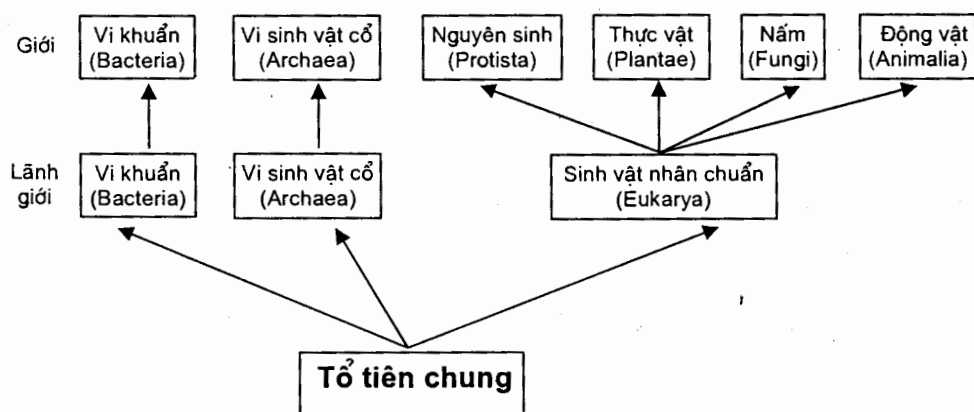 Giới
Vi khuẩn
(Bacteria)
Vi sinh vật cổ
(Archaea)
Nguyên sinh
(Protista)
Thực vật
(Plantae)
Nấm
(Fungi)
Động vật
(Animalia)
Lãnh
giới
Vi khuẩn
(Bacteria)
Vi sinh vật cổ
(Archaea)
Sinh vật nhân chuẩn
(Eukarya)
Tổ tiên chung